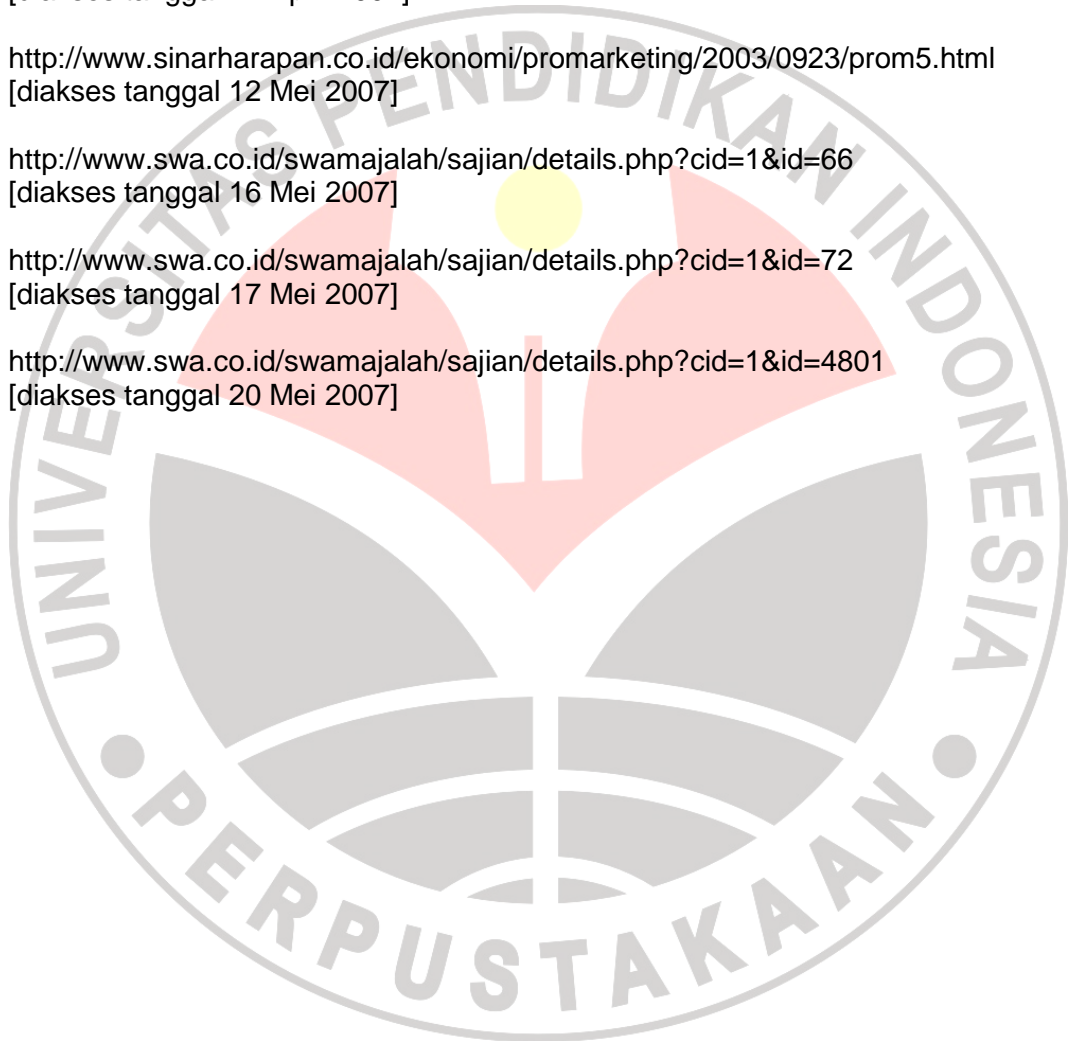 http://www.sinarharapan.co.id/ekonomi/promarketing/2003/0923/prom5.html
[diakses tanggal 12 Mei 2007]
http://www.swa.co.id/swamajalah/sajian/details.php?cid=1&id=66
[diakses tanggal 16 Mei 2007]
http://www.swa.co.id/swamajalah/sajian/details.php?cid=1&id=72
[diakses tanggal 17 Mei 2007]
http://www.swa.co.id/swamajalah/sajian/details.php?cid=1&id=4801
[diakses tanggal 20 Mei 2007]
UNIVERSITAS PENDIDIKAN INDONESIA
PERPUSTAKAAN